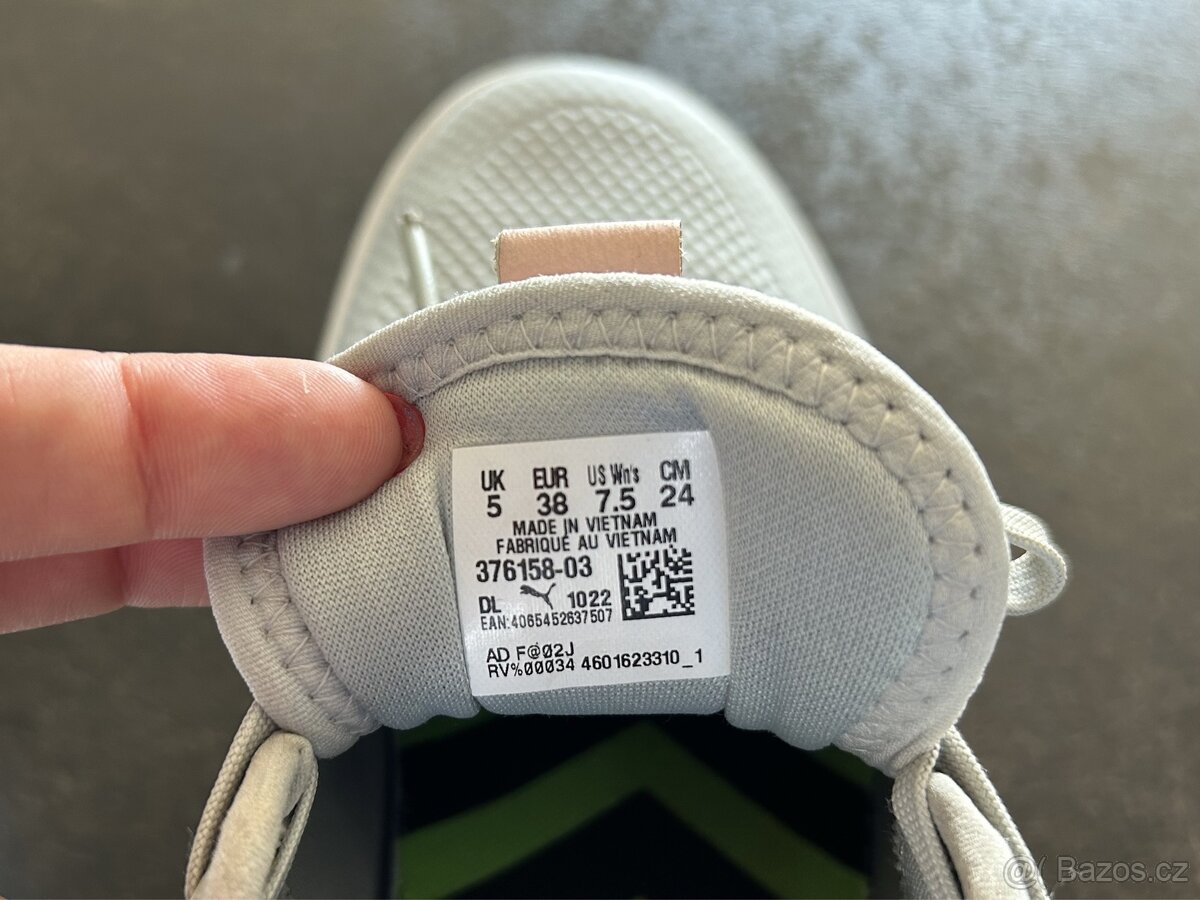 UK EUR US Wn's CM
5 38 7.5 24
MADE IN VIETNAM
FABRIQUÉ AU VIETNAM
376158-03
DL 1022
EAN:4065452637507
AD F@02J
RV%00034 4601623310_1
@ Bazos.cz